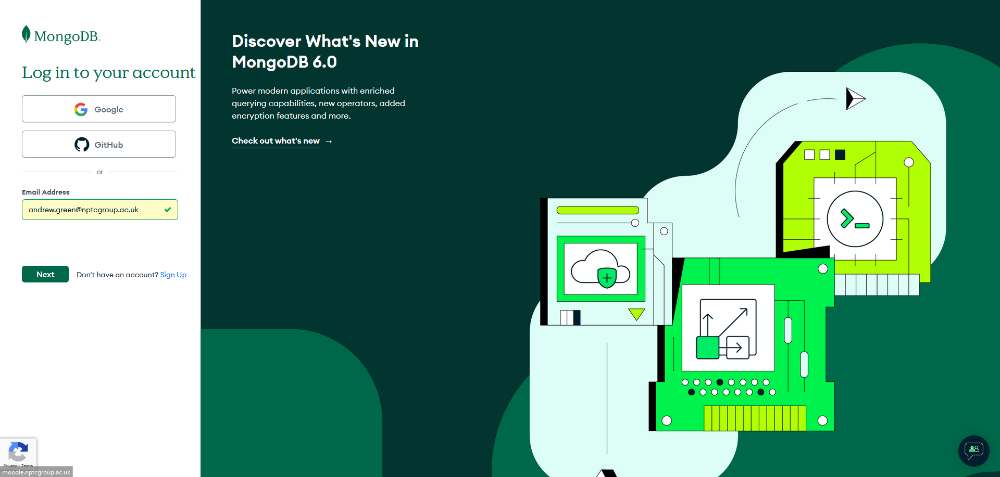 MongoDB.
Log in to your account
Google
GitHub
or
Email Address
andrew.green@nptcgroup.ac.uk
Next
Don't have an account? Sign Up
Discover What's New in
MongoDB 6.0
Power modern applications with enriched
querying capabilities, new operators, added
encryption features and more.
Check out what's new →
Privacy - Terms
moodle.nptcgroup.ac.uk